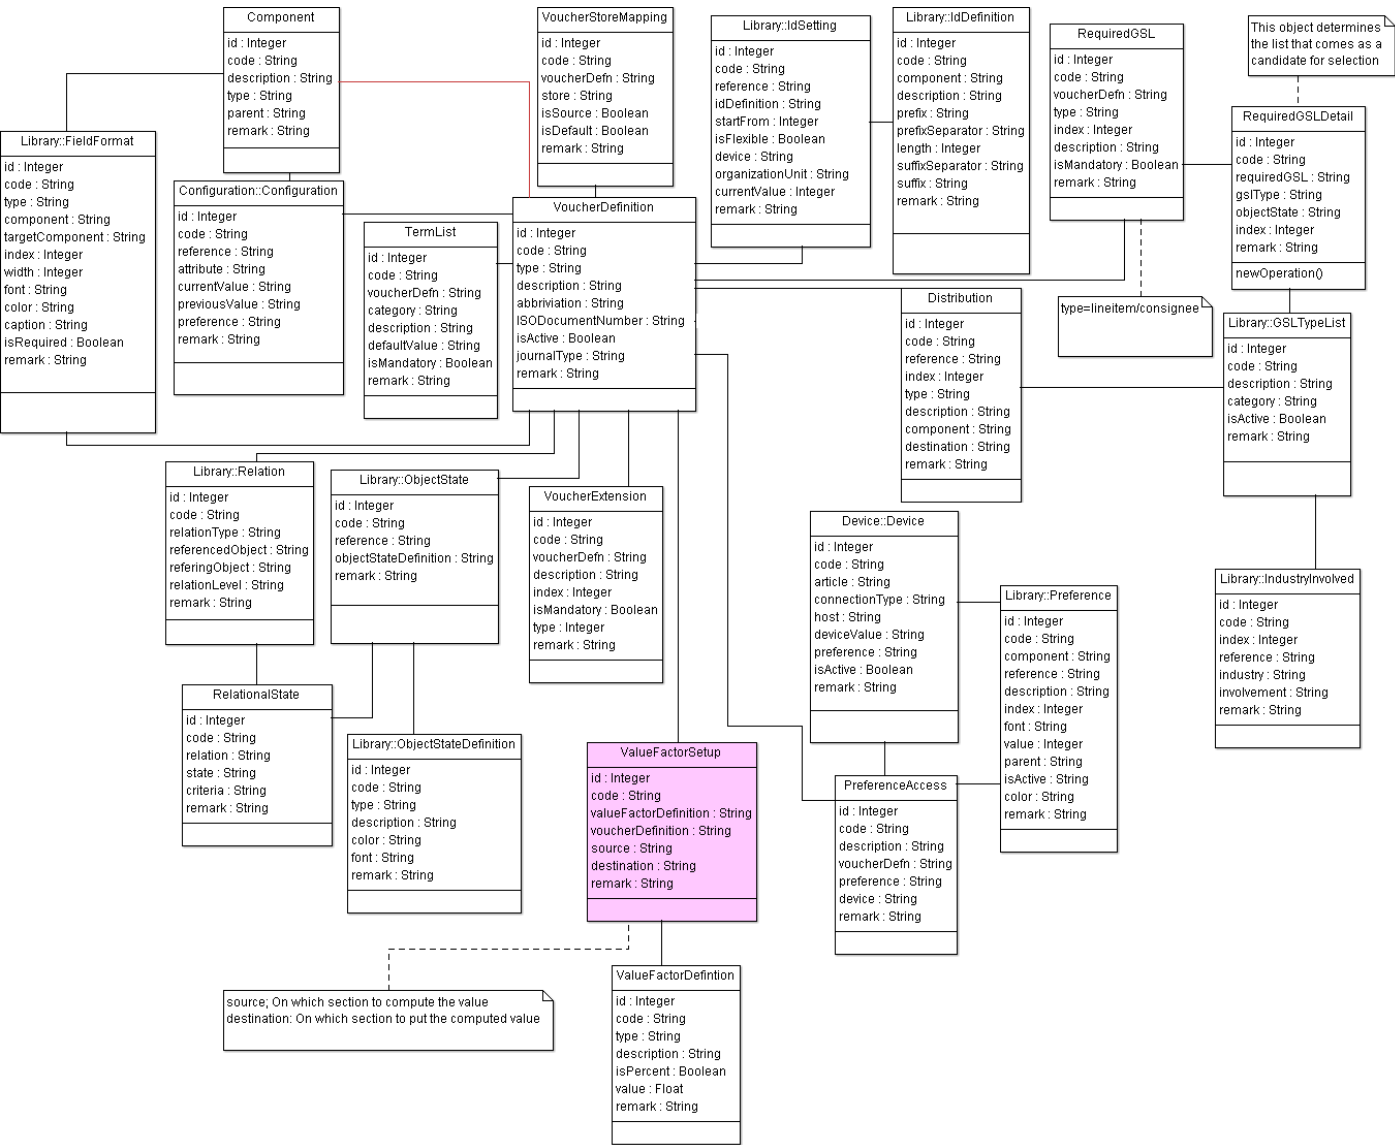 Component
id : Integer
code : String
description : String
type : String
parent : String
remark : String
VoucherStoreMapping
id : Integer
code : String
voucherDefn : String
store : String
isSource : Boolean
isDefault : Boolean
remark : String
Library::IdSetting
id : Integer
code : String
reference : String
idDefinition : String
startFrom : Integer
isFlexible : Boolean
device : String
organizationUnit : String
currentValue : Integer
remark : String
Library::IdDefinition
id : Integer
code : String
component : String
description : String
prefix : String
prefixSeparator : String
length : Integer
suffixSeparator : String
suffix : String
remark : String
RequiredGSL
id : Integer
code : String
voucherDefn : String
type : String
index : Integer
description : String
isMandatory : Boolean
remark : String
This object determines
the list that comes as a
candidate for selection
RequiredGSLDetail
id : Integer
code : String
requiredGSL : String
gslType : String
objectState : String
index : Integer
remark : String
newOperation()
Library::FieldFormat
id : Integer
code : String
type : String
component : String
targetComponent : String
index : Integer
width : Integer
font : String
color : String
caption : String
isRequired : Boolean
remark : String
Configuration::Configuration
id : Integer
code : String
reference : String
attribute : String
currentValue : String
previousValue : String
preference : String
remark : String
TermList
id : Integer
code : String
voucherDefn : String
category : String
description : String
defaultValue : String
isMandatory : Boolean
remark : String
VoucherDefinition
id : Integer
code : String
type : String
description : String
abbriviation : String
ISODocumentNumber : String
isActive : Boolean
journalType : String
remark : String
Distribution
id : Integer
code : String
reference : String
index : Integer
type : String
description : String
component : String
destination : String
remark : String
type=lineitem/consignee
Library::GSLTypeList
id : Integer
code : String
description : String
category : String
isActive : Boolean
remark : String
Library::Relation
id : Integer
code : String
relationType : String
referencedObject : String
referingObject : String
relationLevel : String
remark : String
Library::ObjectState
id : Integer
code : String
reference : String
objectStateDefinition : String
remark : String
VoucherExtension
id : Integer
code : String
voucherDefn : String
description : String
index : Integer
isMandatory : Boolean
type : Integer
remark : String
Device::Device
id : Integer
code : String
article : String
connectionType : String
host : String
deviceValue : String
preference : String
isActive : Boolean
remark : String
Library::Preference
id : Integer
code : String
component : String
reference : String
description : String
index : Integer
font : String
value : Integer
parent : String
isActive : String
color : String
remark : String
Library::IndustryInvolved
id : Integer
code : String
index : Integer
reference : String
industry : String
involvement : String
remark : String
RelationalState
id : Integer
code : String
relation : String
state : String
criteria : String
remark : String
Library::ObjectStateDefinition
id : Integer
code : String
type : String
description : String
color : String
font : String
remark : String
ValueFactorSetup
id : Integer
code : String
valueFactorDefinition : String
voucherDefinition : String
source : String
destination : String
remark : String
PreferenceAccess
id : Integer
code : String
description : String
voucherDefn : String
preference : String
device : String
remark : String
source; On which section to compute the value
destination: On which section to put the computed value
ValueFactorDefintion
id : Integer
code : String
type : String
description : String
isPercent : Boolean
value : Float
remark : String